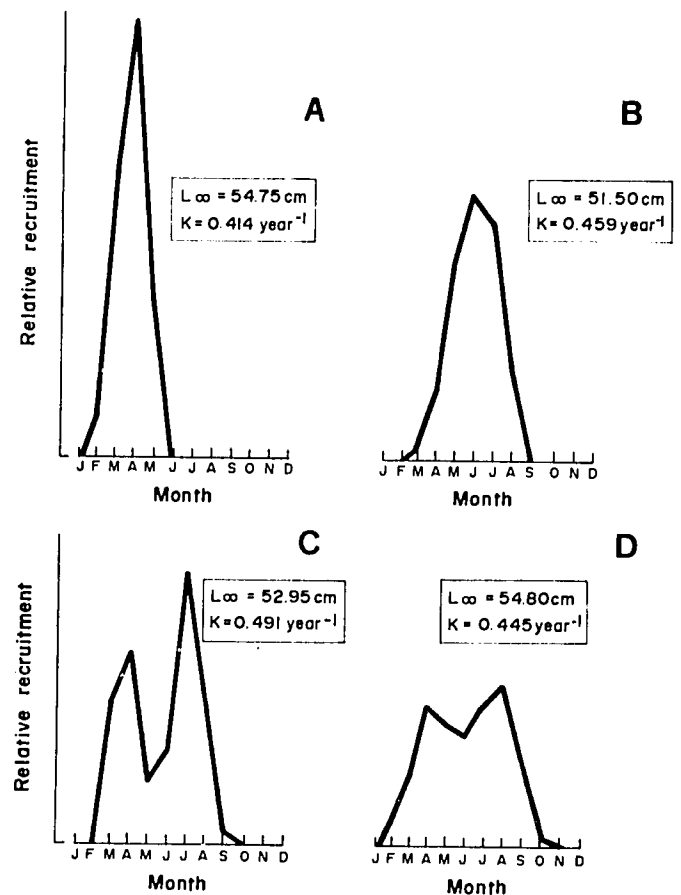 A
L∞ = 54.75 cm
K = 0.414 year⁻¹
Relative recruitment
J F M A M J J A S O N D
Month
B
L∞ = 51.50 cm
K = 0.459 year⁻¹
J F M A M J J A S O N D
Month
C
L∞ = 52.95 cm
K = 0.491 year⁻¹
Relative recruitment
J F M A M J J A S O N D
Month
D
L∞ = 54.80 cm
K = 0.445 year⁻¹
J F M A M J J A S O N D
Month